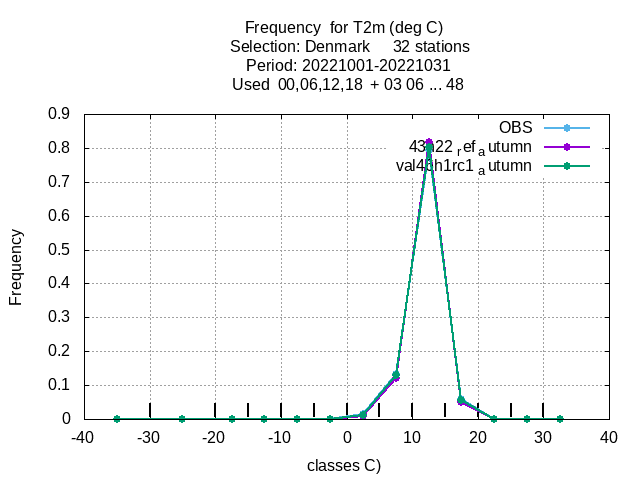 Frequency  for T2m (deg C)
Selection: Denmark     32 stations
Period: 20221001-20221031
Used  00,06,12,18  + 03 06 ... 48
0.9
0.8
0.7
0.6
0.5
0.4
0.3
0.2
0.1
0
Frequency
OBS
43h22 ref autumn
val43h1rc1 autumn
-40 -30 -20 -10 0 10 20 30 40
classes C)